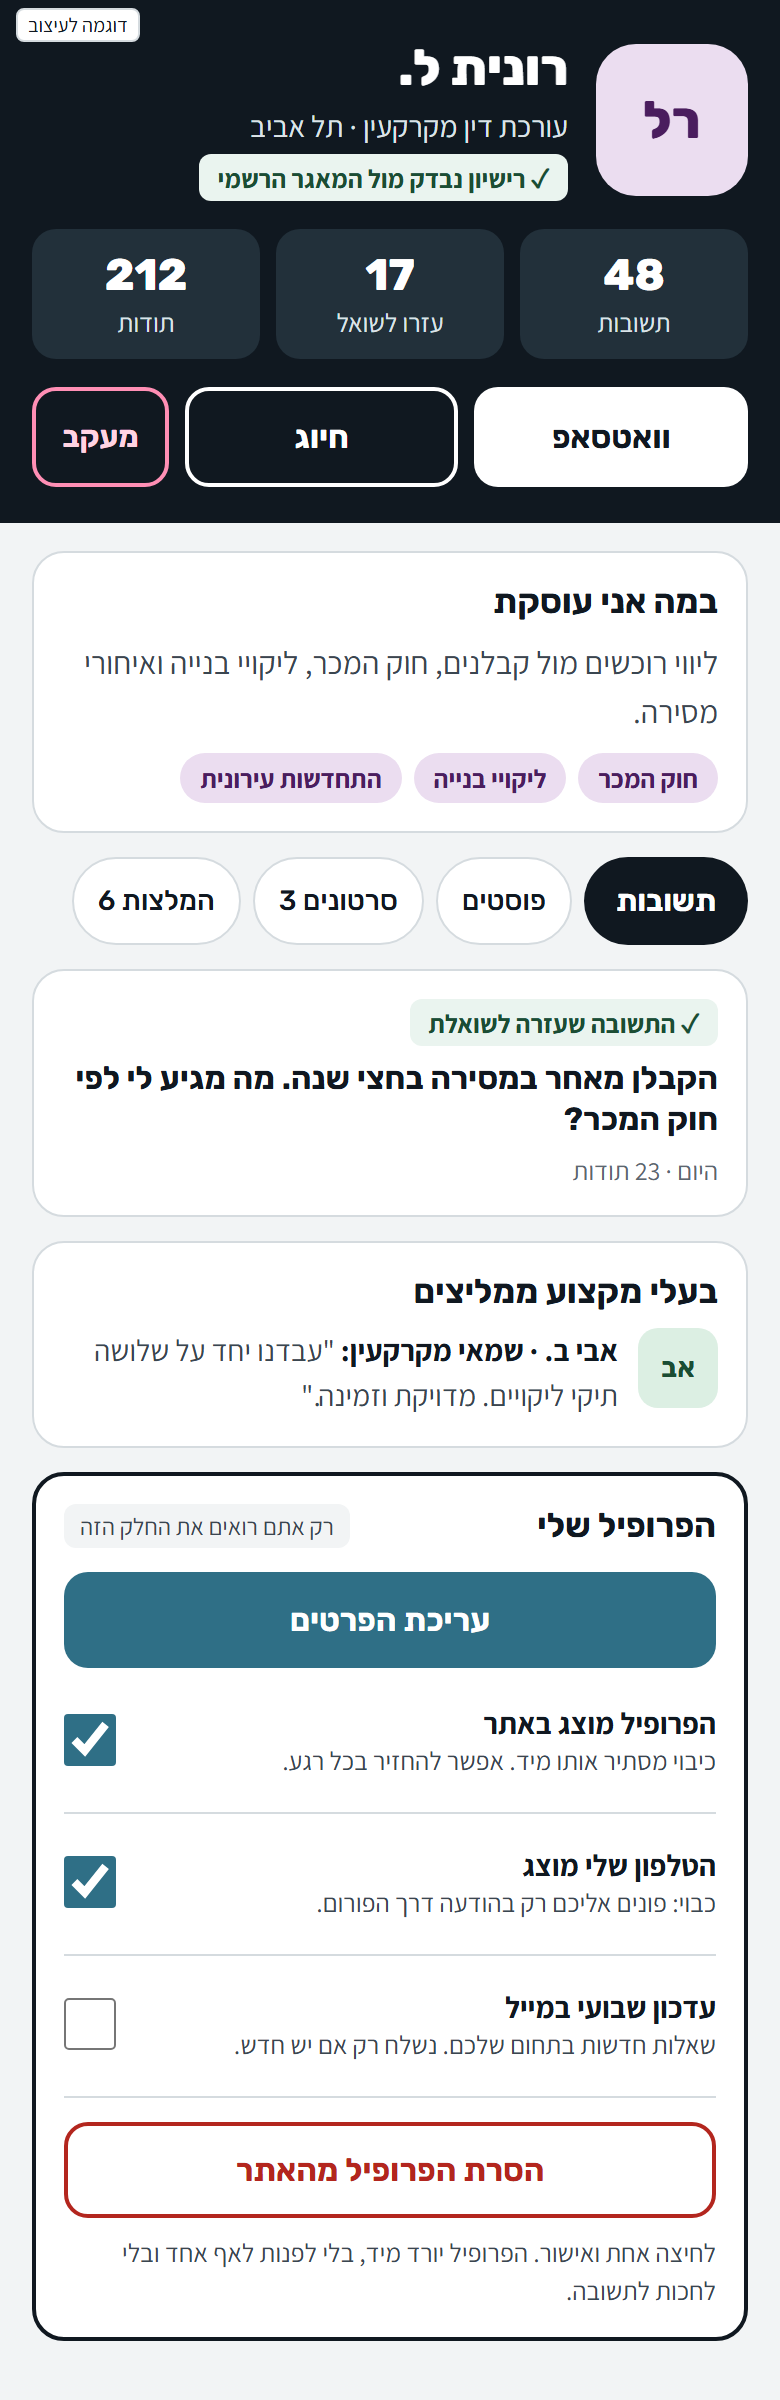 דוגמה לעיצוב
רל
רונית ל.
עורכת דין מקרקעין · תל אביב
✓ רישיון נבדק מול המאגר הרשמי
48
תשובות
17
עזרו לשואל
212
תודות
וואטסאפ
חיוג
מעקב
במה אני עוסקת
ליווי רוכשים מול קבלנים, חוק המכר, ליקויי בנייה ואיחורי
מסירה.
חוק המכר
ליקויי בנייה
התחדשות עירונית
תשובות
פוסטים
סרטונים 3
המלצות 6
✓ התשובה שעזרה לשואלת
הקבלן מאחר במסירה בחצי שנה. מה מגיע לי לפי
חוק המכר?
היום · 23 תודות
בעלי מקצוע ממליצים
אב
אבי ב. · שמאי מקרקעין: "עבדנו יחד על שלושה
תיקי ליקויים. מדויקת וזמינה."
הפרופיל שלי
רק אתם רואים את החלק הזה
עריכת הפרטים
הפרופיל מוצג באתר
כיבוי מסתיר אותו מיד. אפשר להחזיר בכל רגע.
הטלפון שלי מוצג
כבוי: פונים אליכם רק בהודעה דרך הפורום.
עדכון שבועי במייל
שאלות חדשות בתחום שלכם. נשלח רק אם יש חדש.
הסרת הפרופיל מהאתר
לחיצה אחת ואישור. הפרופיל יורד מיד, בלי לפנות לאף אחד ובלי
לחכות לתשובה.